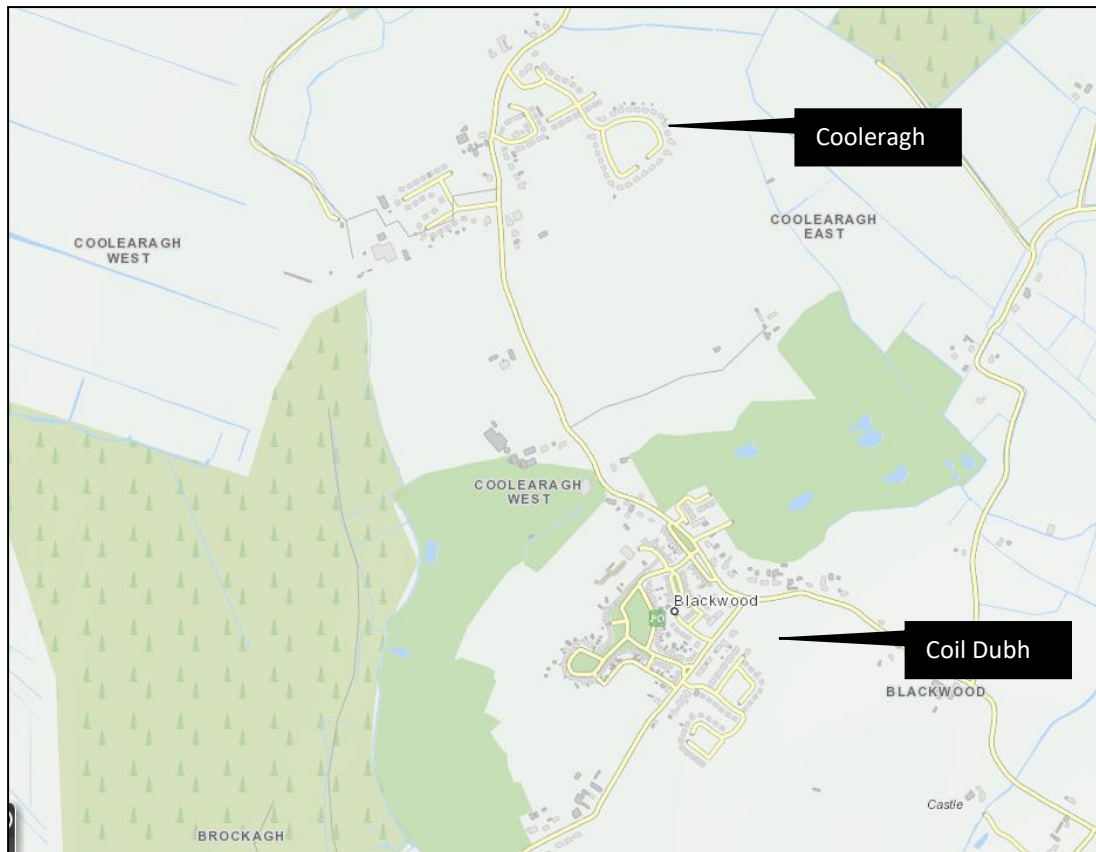 Cooleragh
COOLEARAGH
EAST
COOLEARAGH
WEST
COOLEARAGH
WEST
Blackwood
PO
Coil Dubh
BLACKWOOD
Castle
BROCKAGH